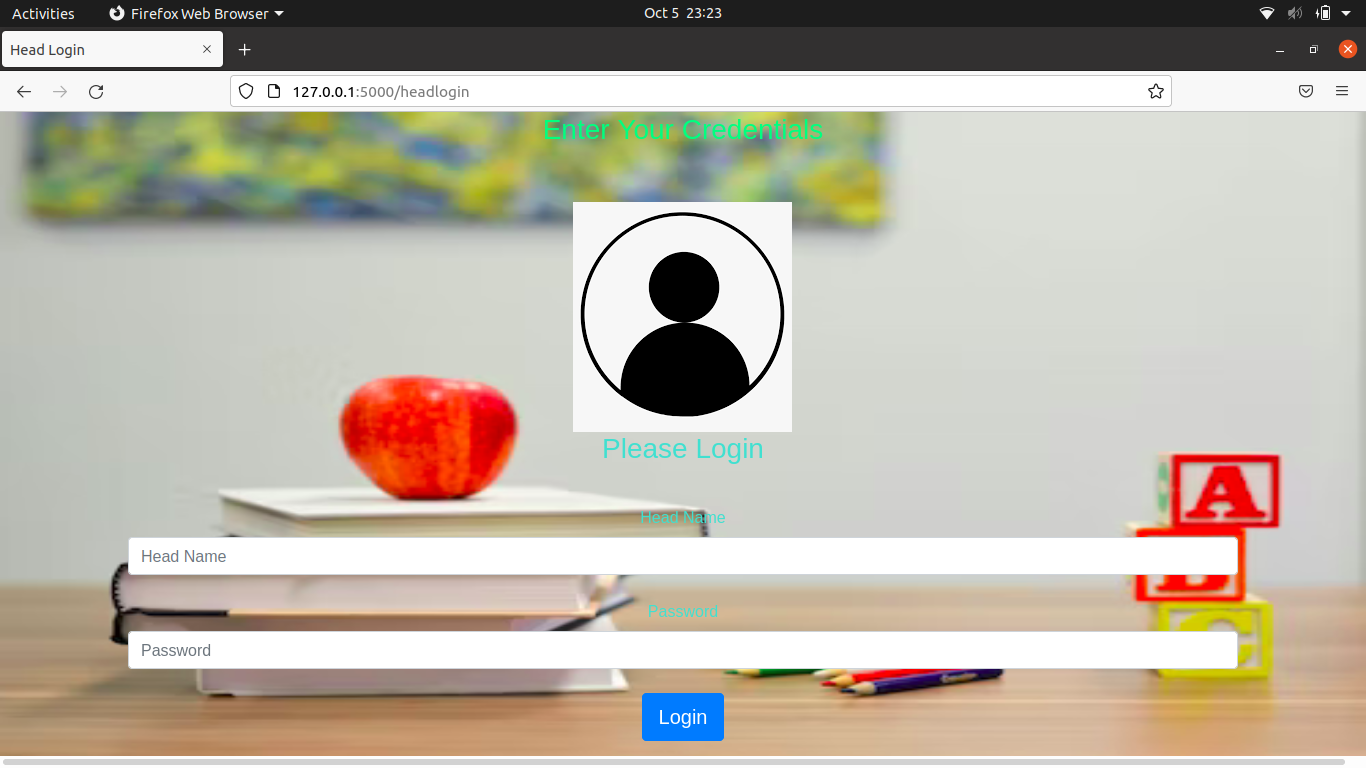 Activities
Firefox Web Browser
Oct 5 23:23
Head Login
127.0.0.1:5000/headlogin
Enter Your Credentials
Please Login
Head Name
Head Name
Password
Password
Login
A
B
C